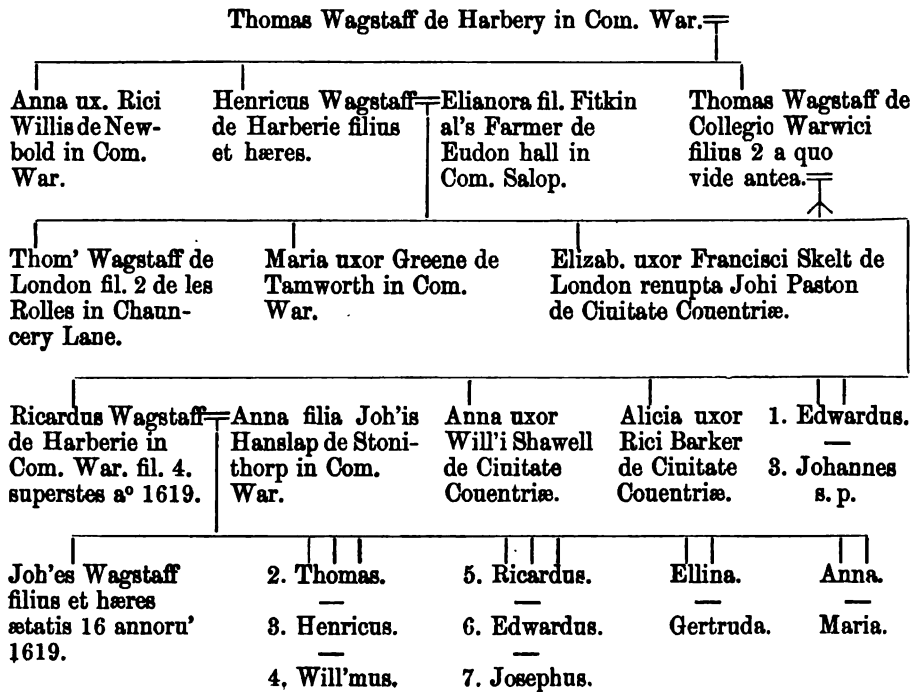 Thomas Wagstaff de Harbery in Com. War.
Anna ux. Rici
Willis de New-
bold in Com.
War.
Henricus Wagstaff
de Harberie filius
et hæres.
Elianora fil. Fitkin
al's Farmer de
Eudon hall in
Com. Salop.
Thomas Wagstaff de
Collegio Warwici
filius 2 a quo
vide antea.
Thom' Wagstaff de
London fil. 2 de les
Rolles in Chaun-
cery Lane.
Maria uxor Greene de
Tamworth in Com.
War.
Elizab. uxor Francisci Skelt de
London renupta Johi Paston
de Ciuitate Couentriæ.
Ricardus Wagstaff
de Harberie in
Com. War. fil. 4.
superstes aº 1619.
Anna filia Joh'is
Hanslap de Stoni-
thorp in Com.
War.
Anna uxor
Will'i Shawell
de Ciuitate
Couentriæ.
Alicia uxor
Rici Barker
de Ciuitate
Couentriæ.
1. Edwardus.
3. Johannes
s. p.
Joh'es Wagstaff
filius et hæres
ætatis 16 annoru'
1619.
2. Thomas.
3. Henricus.
4. Will'mus.
5. Ricardus.
6. Edwardus.
7. Josephus.
Ellina.
Gertruda.
Anna.
Maria.